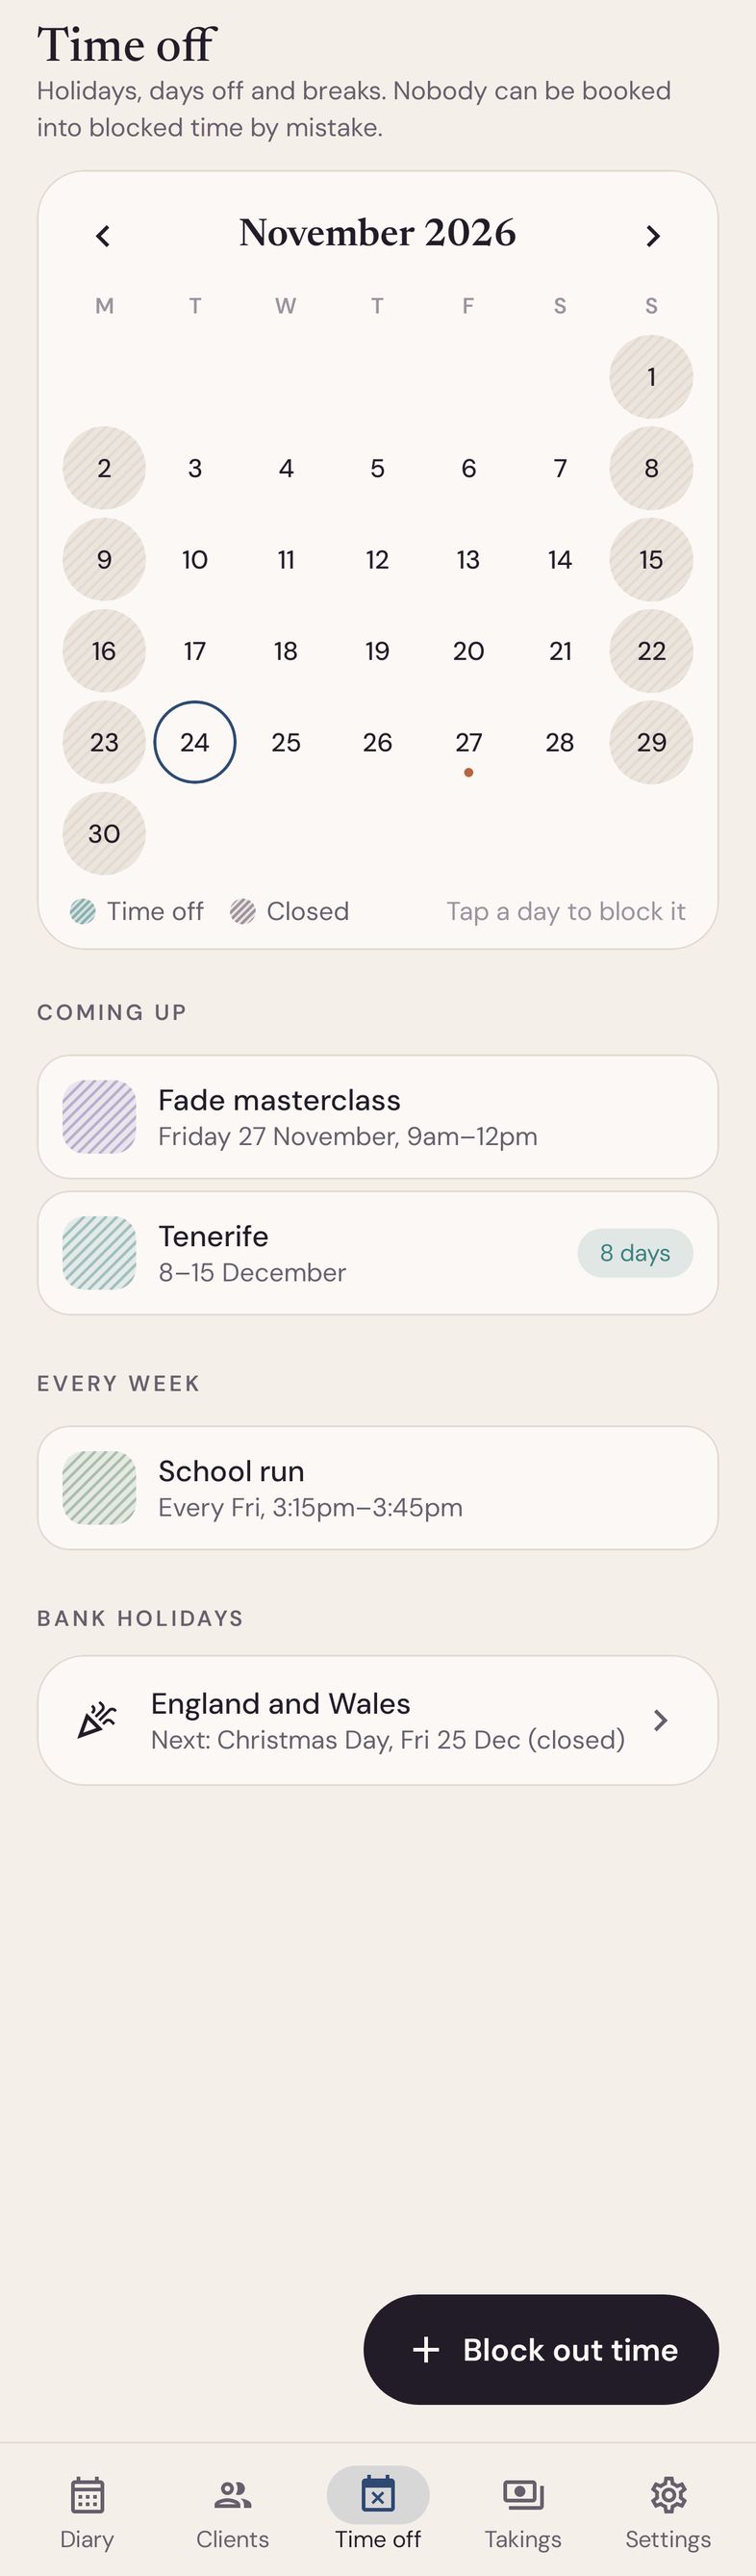 Time off
Holidays, days off and breaks. Nobody can be booked
into blocked time by mistake.
November 2026
M T W T F S S
1
2 3 4 5 6 7 8
9 10 11 12 13 14 15
16 17 18 19 20 21 22
23 24 25 26 27 28 29
30
Time off Closed Tap a day to block it
COMING UP
Fade masterclass
Friday 27 November, 9am–12pm
Tenerife
8–15 December
8 days
EVERY WEEK
School run
Every Fri, 3:15pm–3:45pm
BANK HOLIDAYS
England and Wales
Next: Christmas Day, Fri 25 Dec (closed)
Block out time
Diary Clients Time off Takings Settings